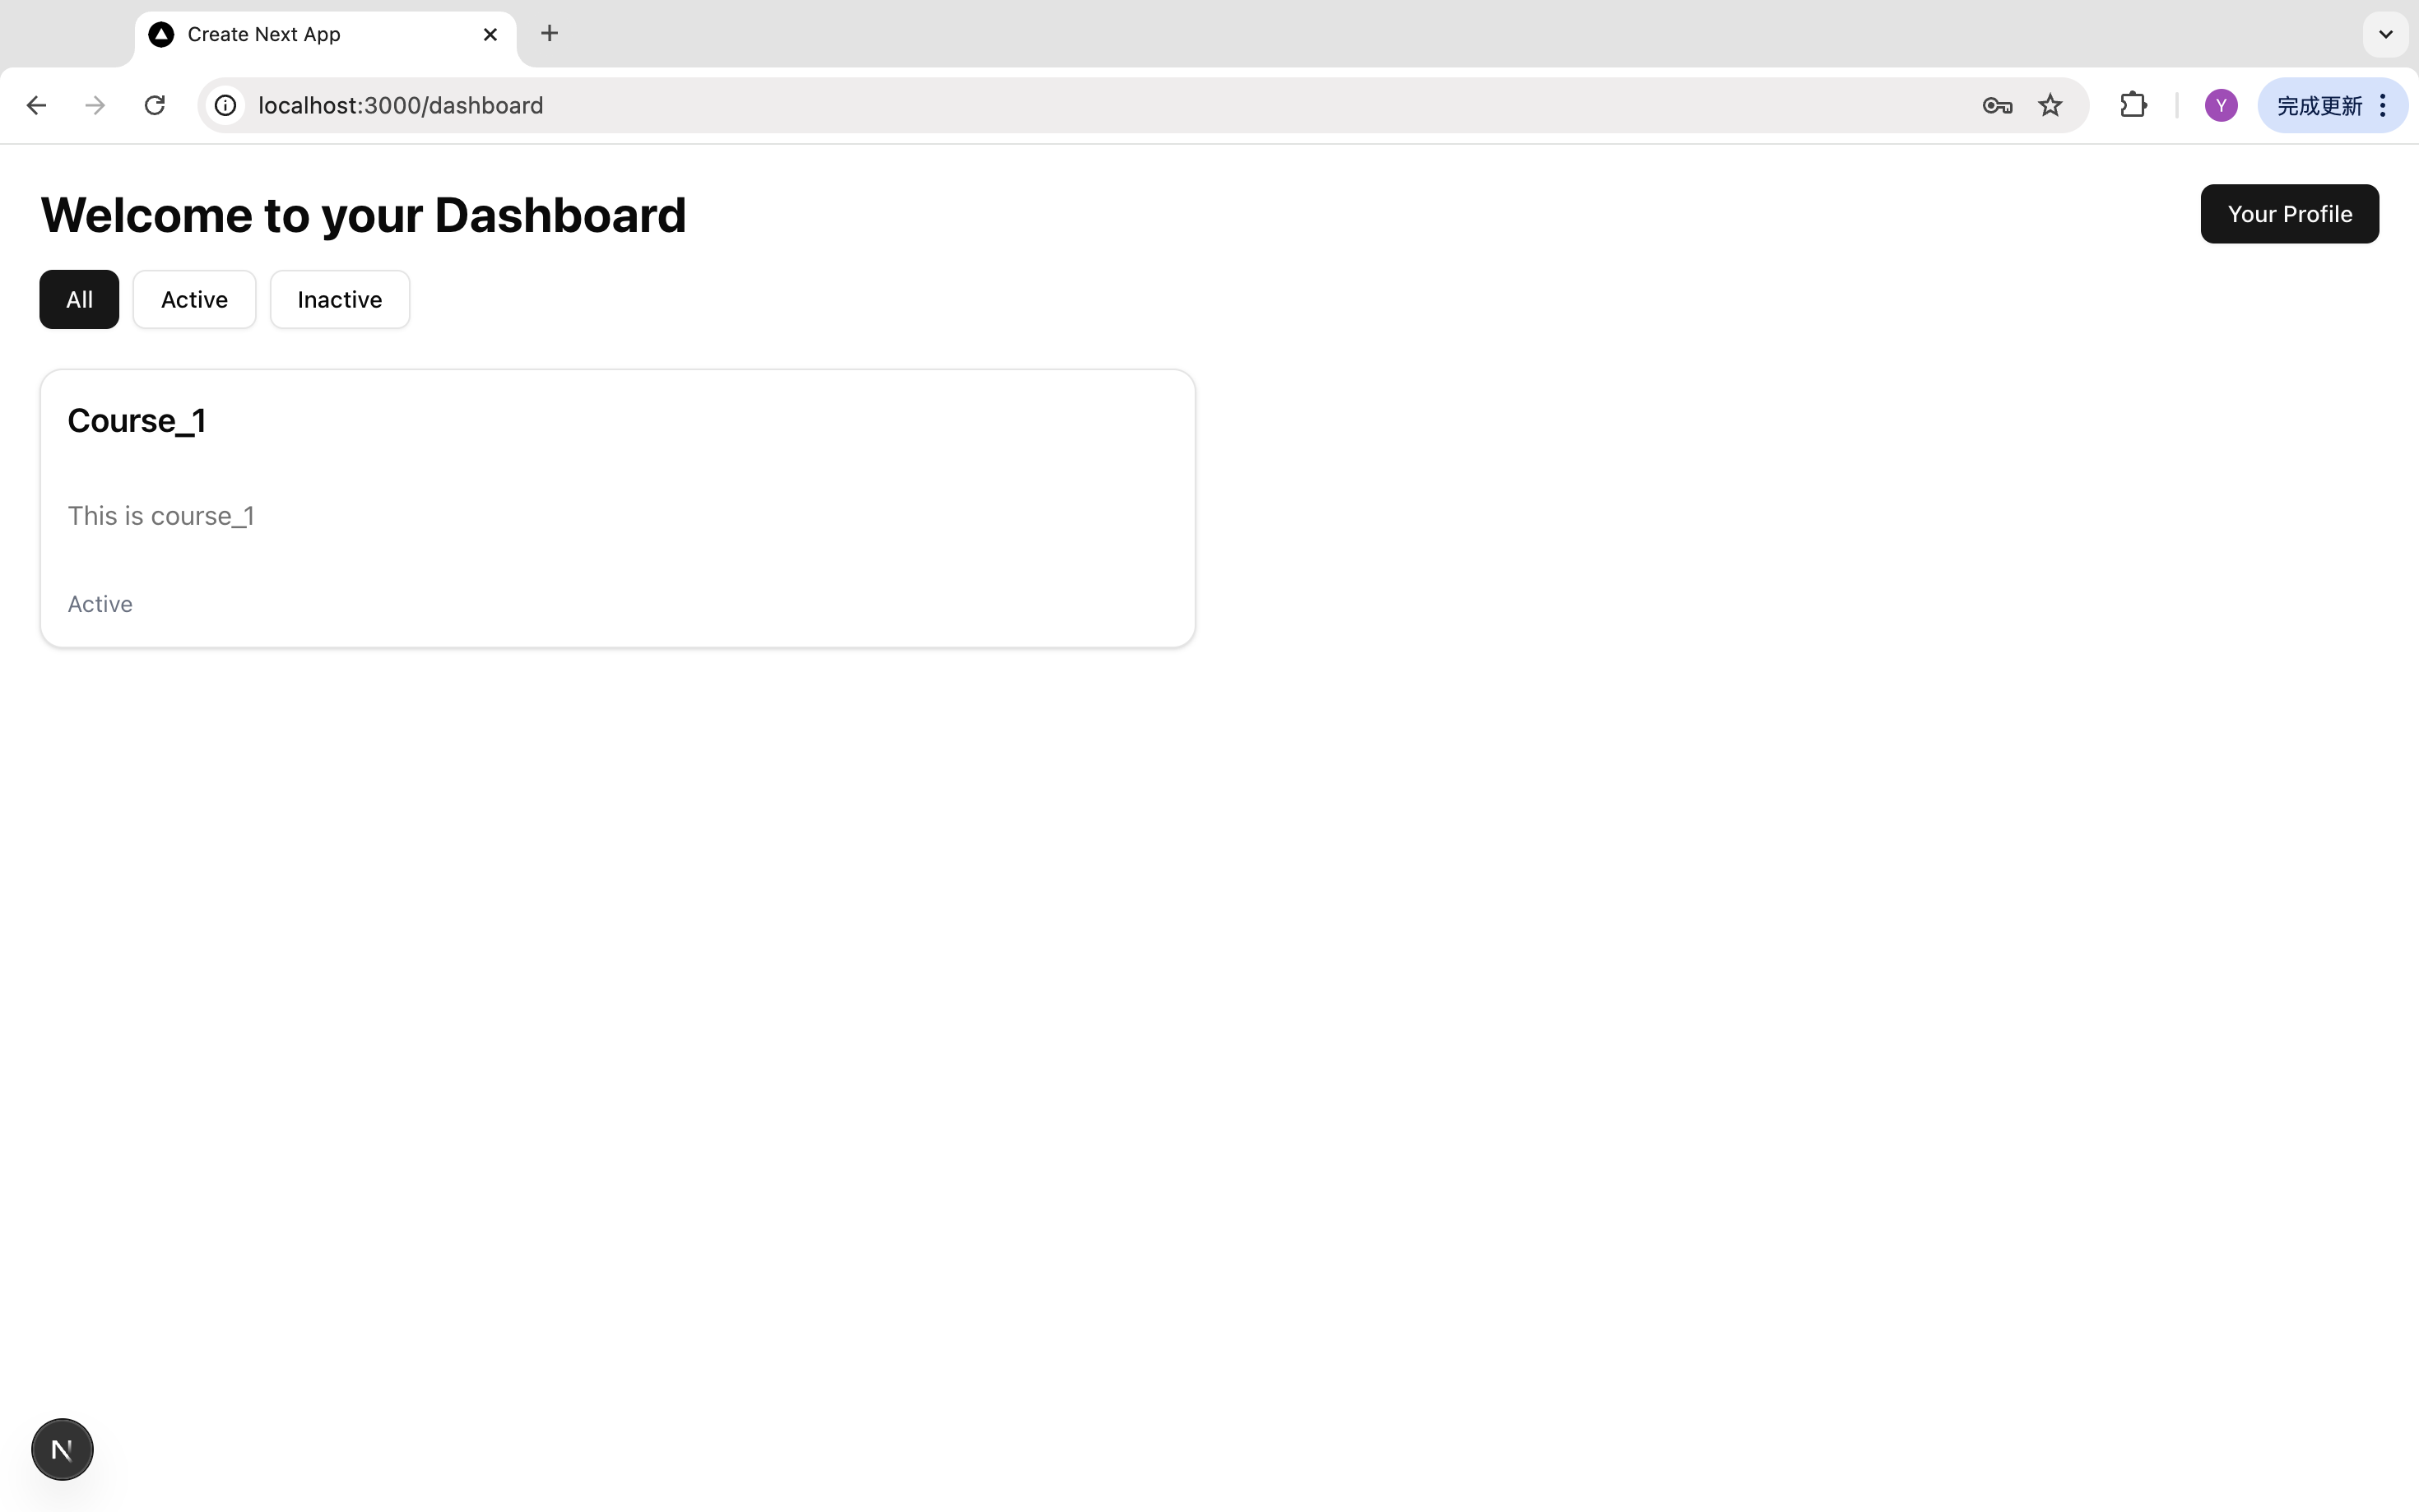 Create Next App
localhost:3000/dashboard
Y
完成更新
Welcome to your Dashboard
Your Profile
All
Active
Inactive
Course_1
This is course_1
Active
N